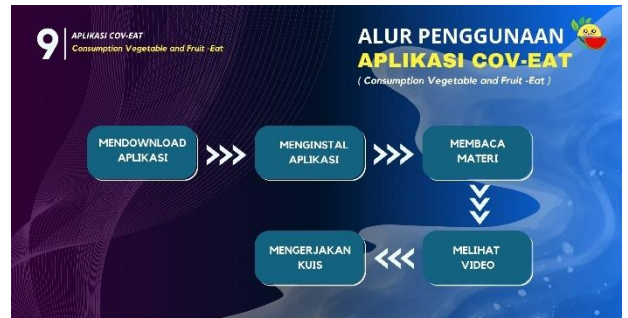 9
APLIKASI COV-EAT
Consumption Vegetable and Fruit -Eat
ALUR PENGGUNAAN
APLIKASI COV-EAT
( Consumption Vegetable and Fruit -Eat )
MENDOWNLOAD
APLIKASI
MENGINSTAL
APLIKASI
MEMBACA
MATERI
MELIHAT
VIDEO
MENGERJAKAN
KUIS